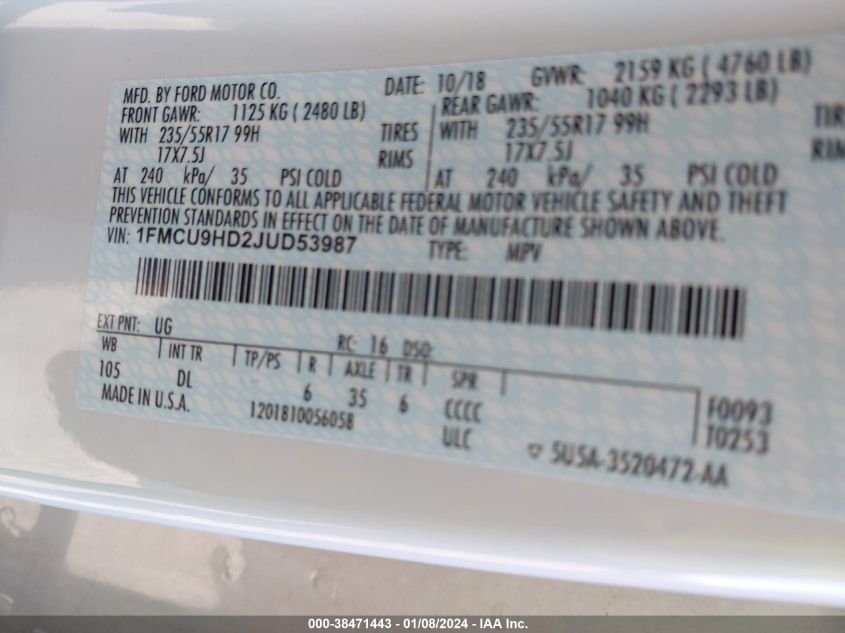 MFD. BY FORD MOTOR CO. DATE: 10/18 GVWR: 2159 KG ( 4760 LB)
FRONT GAWR: 1125 KG ( 2480 LB) REAR GAWR: 1040 KG ( 2293 LB)
WITH 235/55R17 99H TIRES WITH 235/55R17 99H TIR
17X7.5J RIMS 17X7.5J RIM
AT 240 kPa/ 35 PSI COLD AT 240 kPa/ 35 PSI COLD
THIS VEHICLE CONFORMS TO ALL APPLICABLE FEDERAL MOTOR VEHICLE SAFETY AND THEFT
PREVENTION STANDARDS IN EFFECT ON THE DATE OF MANUFACTURE SHOWN ABOVE.
VIN: 1FMCU9HD2JUD53987 TYPE: MPV
EXT PNT: UG RC: 16 DSO:
WB INT TR TP/PS R AXLE TR SPR
105 DL 6 35 6 CCCC F0093
MADE IN U.S.A. 1201810056058 ULC T0253
5U5A-3520472-AA
000-38471443 - 01/08/2024 - IAA Inc.